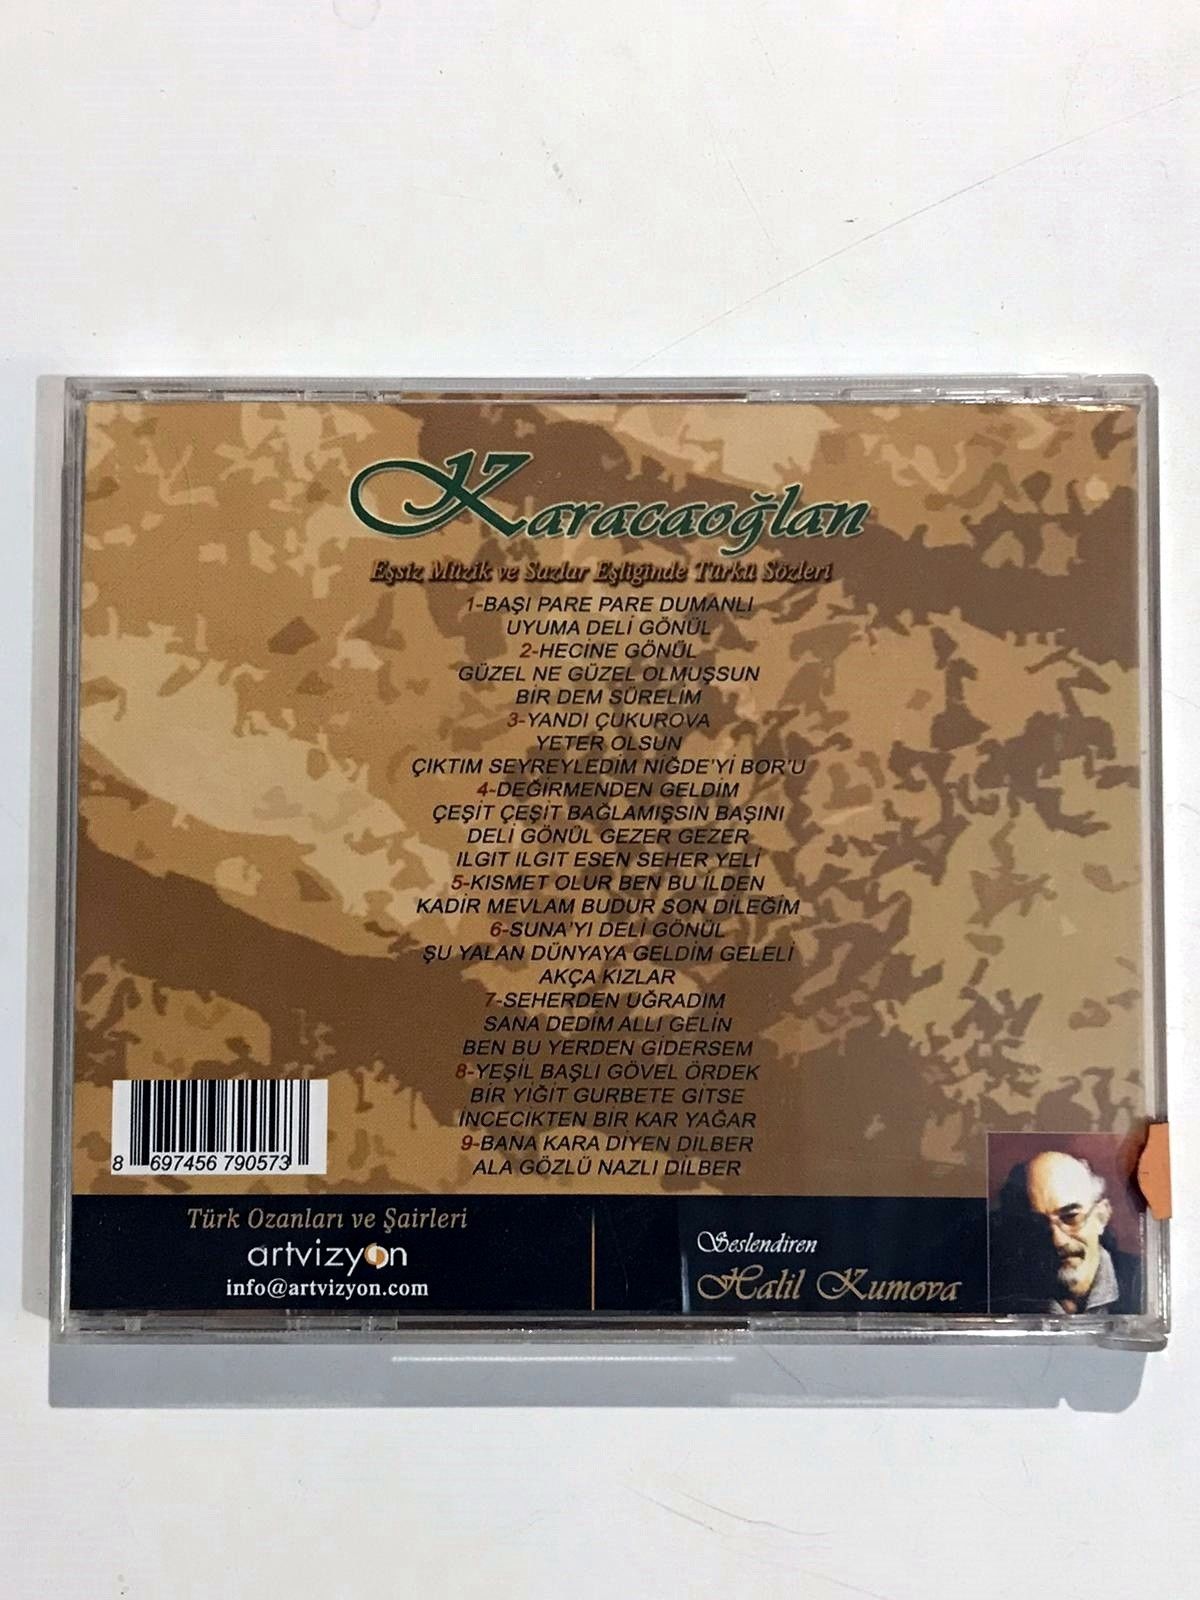 Karacaoğlan
Eşsiz Müzik ve Sazlar Eşliğinde Türkü Sözleri
1-BAŞI PARE PARE DUMANLI
UYUMA DELİ GÖNÜL
2-HECİNE GÖNÜL
GÜZEL NE GÜZEL OLMUŞSUN
BİR DEM SÜRELİM
3-YANDI ÇUKUROVA
YETER OLSUN
ÇIKTIM SEYREYLEDİM NİĞDE'Yİ BOR'U
4-DEĞİRMENDEN GELDİM
ÇEŞİT ÇEŞİT BAĞLAMIŞSIN BAŞINI
DELİ GÖNÜL GEZER GEZER
ILGIT ILGIT ESEN SEHER YELİ
5-KISMET OLUR BEN BU İLDEN
KADİR MEVLAM BUDUR SON DİLEĞİM
6-SUNA'YI DELİ GÖNÜL
ŞU YALAN DÜNYAYA GELDİM GELELİ
AKÇA KIZLAR
7-SEHERDEN UĞRADIM
SANA DEDİM ALLI GELİN
BEN BU YERDEN GİDERSEM
8-YEŞİL BAŞLI GÖVEL ÖRDEK
BİR YİĞİT GURBETE GİTSE
İNCECİKTEN BİR KAR YAĞAR
9-BANA KARA DİYEN DİLBER
ALA GÖZLÜ NAZLI DİLBER
8 697456 790573
Türk Ozanları ve Şairleri
artvizyon
info@artvizyon.com
Seslendiren
Halil Kumova